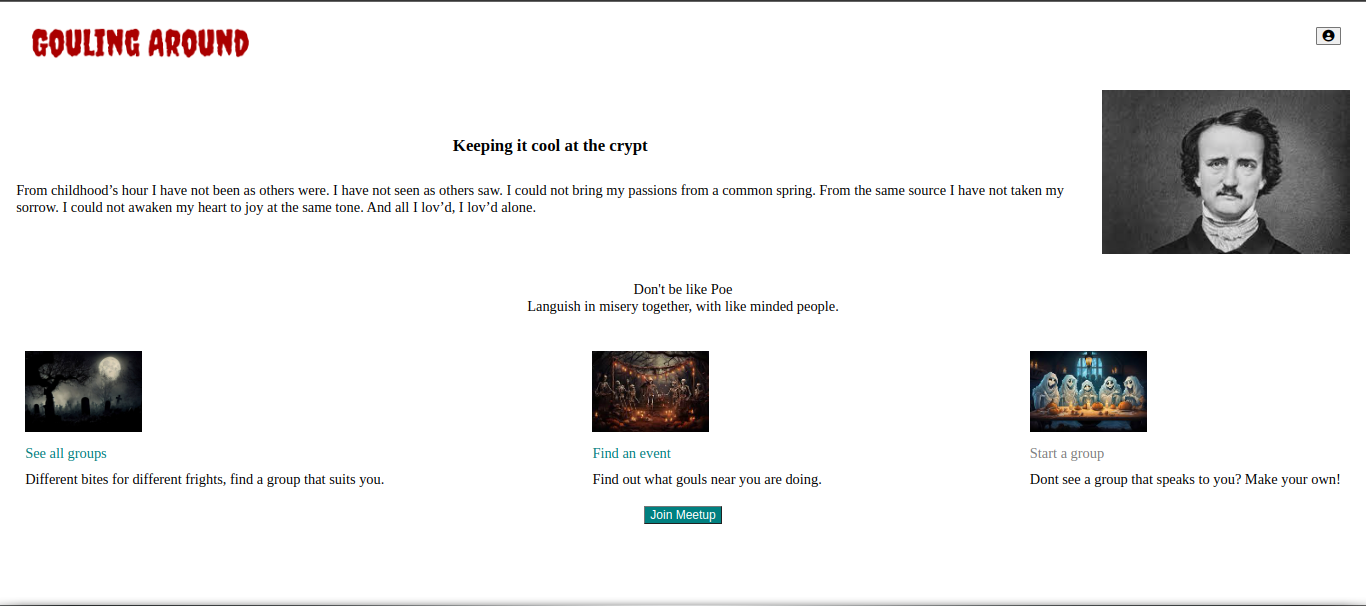 GOULING AROUND
Keeping it cool at the crypt
From childhood’s hour I have not been as others were. I have not seen as others saw. I could not bring my passions from a common spring. From the same source I have not taken my
sorrow. I could not awaken my heart to joy at the same tone. And all I lov’d, I lov’d alone.
Don't be like Poe
Languish in misery together, with like minded people.
See all groups
Different bites for different frights, find a group that suits you.
Find an event
Find out what gouls near you are doing.
Start a group
Dont see a group that speaks to you? Make your own!
Join Meetup